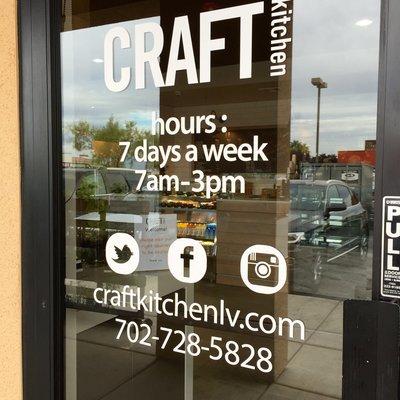 CRAFT
kitchen
hours :
7 days a week
7am-3pm
craftkitchenlv.com
702-728-5828
PULL